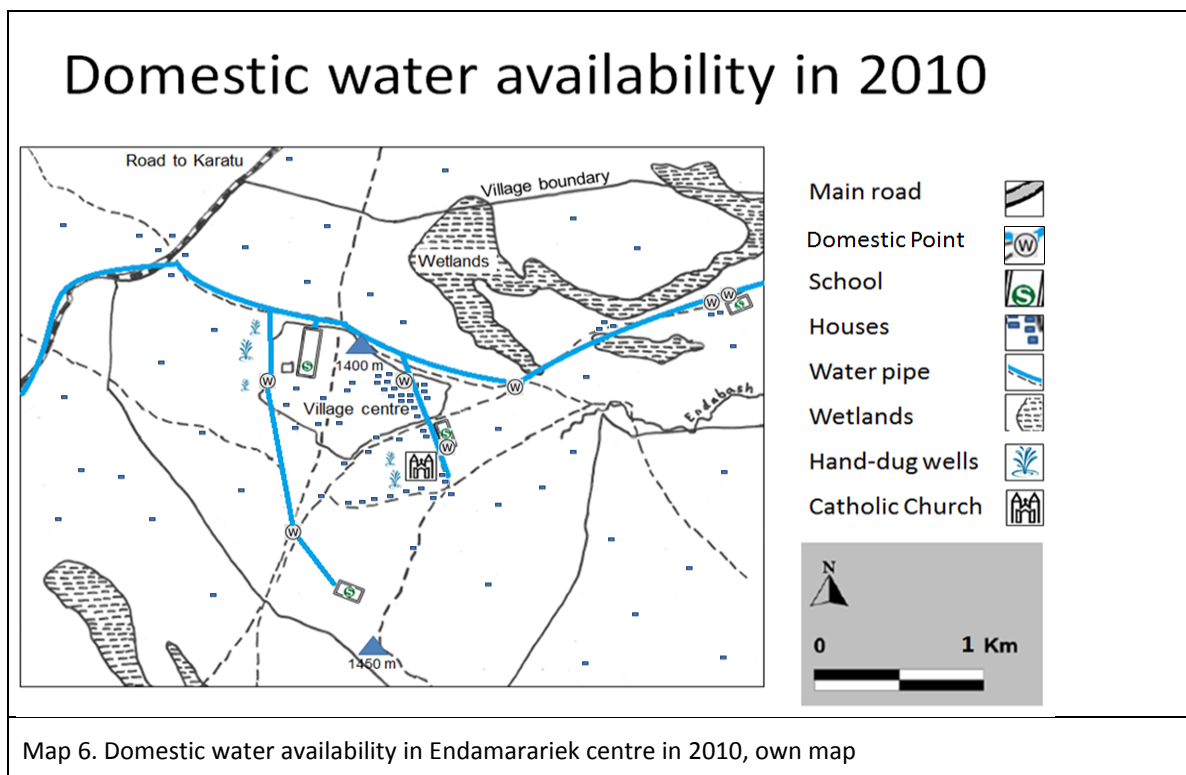 Domestic water availability in 2010
Road to Karatu
Village boundary
Wetlands
W W
S
S
1400 m
W
W
W
Village centre
Endabash
S
W
W
S
1450 m
Main road
Domestic Point
W
School
S
Houses
Water pipe
Wetlands
Hand-dug wells
Catholic Church
N
0 1 Km
Map 6. Domestic water availability in Endamarariek centre in 2010, own map